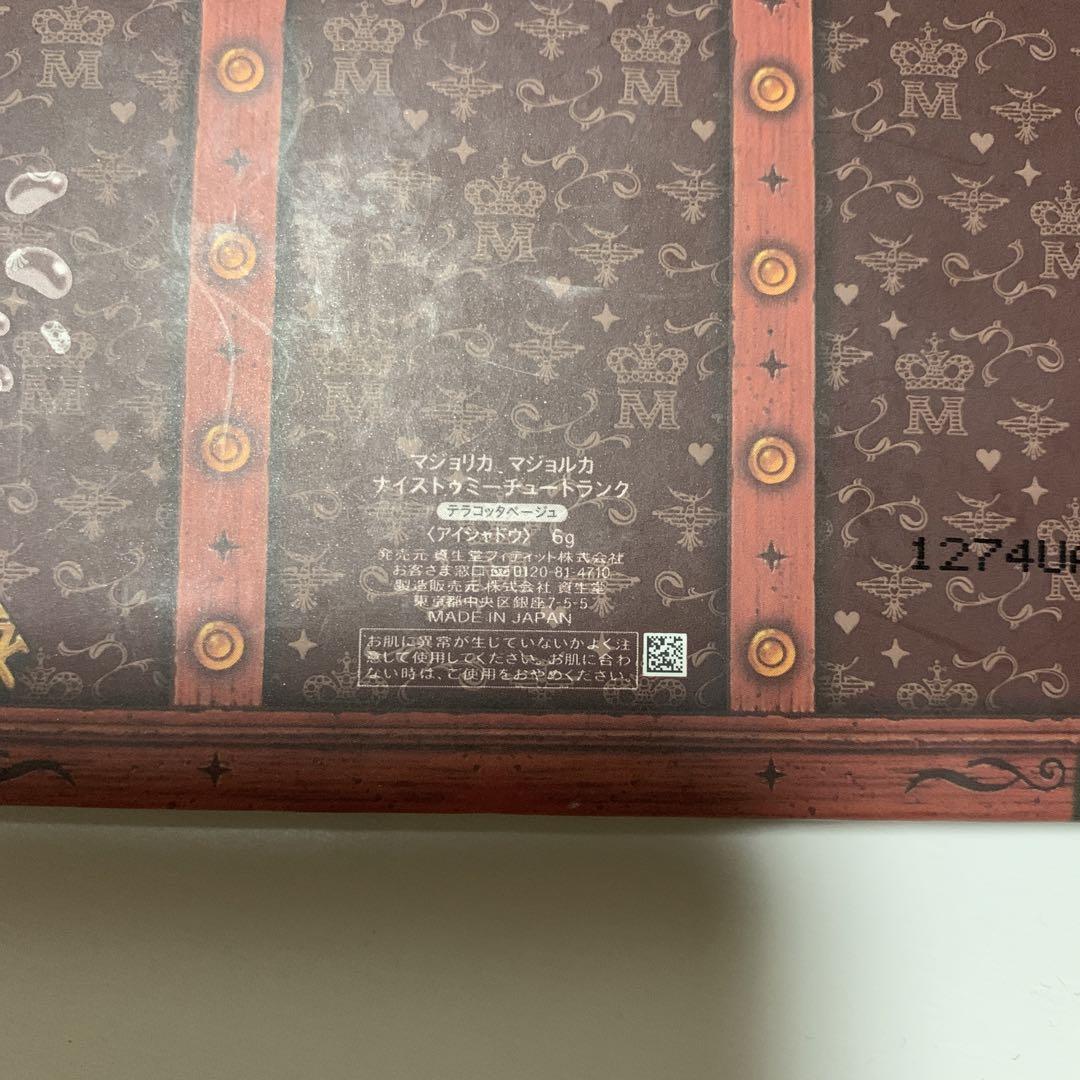 マジョリカ マジョルカ
ナイストゥミーチュートランク
テラコッタベージュ
〈アイシャドウ〉 6g
発売元 資生堂フィティット株式会社
お客さま窓口 0120-81-4710
製造販売元 株式会社 資生堂
東京都中央区銀座7-5-5
MADE IN JAPAN
お肌に異常が生じていないかよく注
意して使用してください。お肌に合わ
ない時は、ご使用をおやめください。
1274U